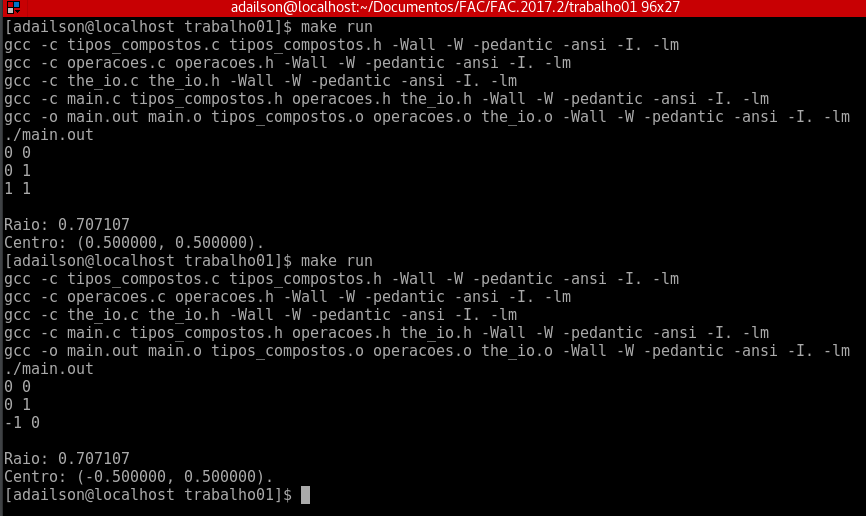 adailson@localhost:~/Documentos/FAC/FAC.2017.2/trabalho01 96x27
[adailson@localhost trabalho01]$ make run
gcc -c tipos_compostos.c tipos_compostos.h -Wall -W -pedantic -ansi -I. -lm
gcc -c operacoes.c operacoes.h -Wall -W -pedantic -ansi -I. -lm
gcc -c the_io.c the_io.h -Wall -W -pedantic -ansi -I. -lm
gcc -c main.c tipos_compostos.h operacoes.h the_io.h -Wall -W -pedantic -ansi -I. -lm
gcc -o main.out main.o tipos_compostos.o operacoes.o the_io.o -Wall -W -pedantic -ansi -I. -lm
./main.out
0 0
0 1
1 1

Raio: 0.707107
Centro: (0.500000, 0.500000).
[adailson@localhost trabalho01]$ make run
gcc -c tipos_compostos.c tipos_compostos.h -Wall -W -pedantic -ansi -I. -lm
gcc -c operacoes.c operacoes.h -Wall -W -pedantic -ansi -I. -lm
gcc -c the_io.c the_io.h -Wall -W -pedantic -ansi -I. -lm
gcc -c main.c tipos_compostos.h operacoes.h the_io.h -Wall -W -pedantic -ansi -I. -lm
gcc -o main.out main.o tipos_compostos.o operacoes.o the_io.o -Wall -W -pedantic -ansi -I. -lm
./main.out
0 0
0 1
-1 0

Raio: 0.707107
Centro: (-0.500000, 0.500000).
[adailson@localhost trabalho01]$